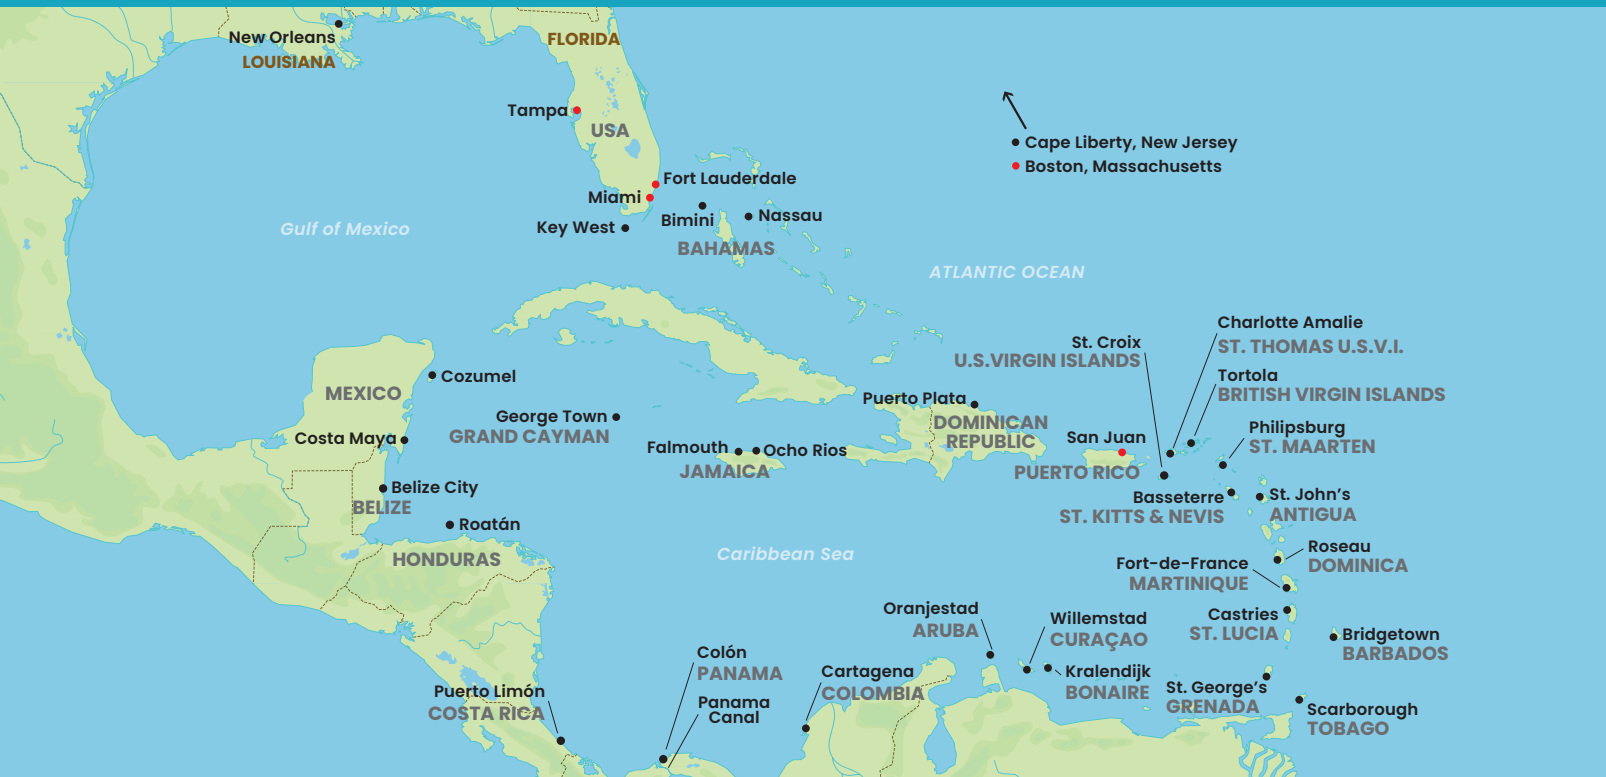 New Orleans
LOUISIANA
FLORIDA
Tampa
USA
Cape Liberty, New Jersey
Boston, Massachusetts
Fort Lauderdale
Miami
Key West
Bimini
Nassau
BAHAMAS
Gulf of Mexico
ATLANTIC OCEAN
Charlotte Amalie
ST. THOMAS U.S.V.I.
St. Croix
U.S.VIRGIN ISLANDS
Tortola
BRITISH VIRGIN ISLANDS
Cozumel
MEXICO
Costa Maya
George Town
GRAND CAYMAN
Puerto Plata
DOMINICAN
REPUBLIC
Falmouth
Ocho Rios
JAMAICA
San Juan
PUERTO RICO
Philipsburg
ST. MAARTEN
Belize City
BELIZE
Basseterre
ST. KITTS & NEVIS
St. John’s
ANTIGUA
Roatán
HONDURAS
Caribbean Sea
Roseau
DOMINICA
Fort-de-France
MARTINIQUE
Castries
ST. LUCIA
Bridgetown
BARBADOS
Oranjestad
ARUBA
Willemstad
CURAÇAO
Kralendijk
BONAIRE
St. George’s
GRENADA
Scarborough
TOBAGO
Colón
PANAMA
Panama
Canal
Cartagena
COLOMBIA
Puerto Limón
COSTA RICA